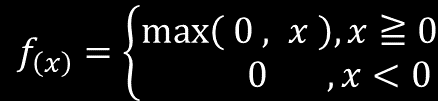 f(x) = { max( 0 , x ), x ≧ 0
0 , x < 0